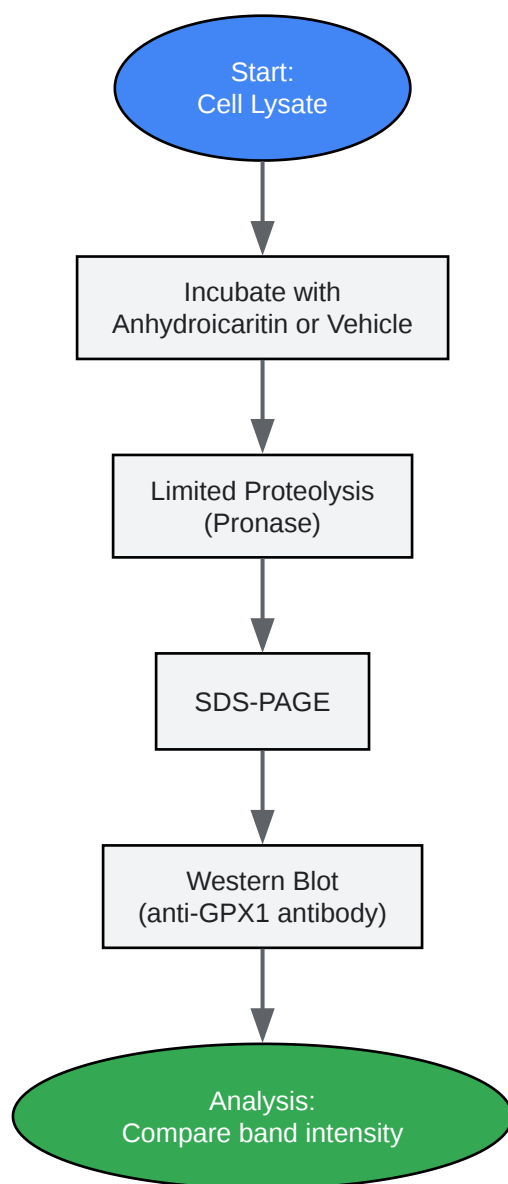 Start:
Cell Lysate
Incubate with
Anhydroicaritin or Vehicle
Limited Proteolysis
(Pronase)
SDS-PAGE
Western Blot
(anti-GPX1 antibody)
Analysis:
Compare band intensity